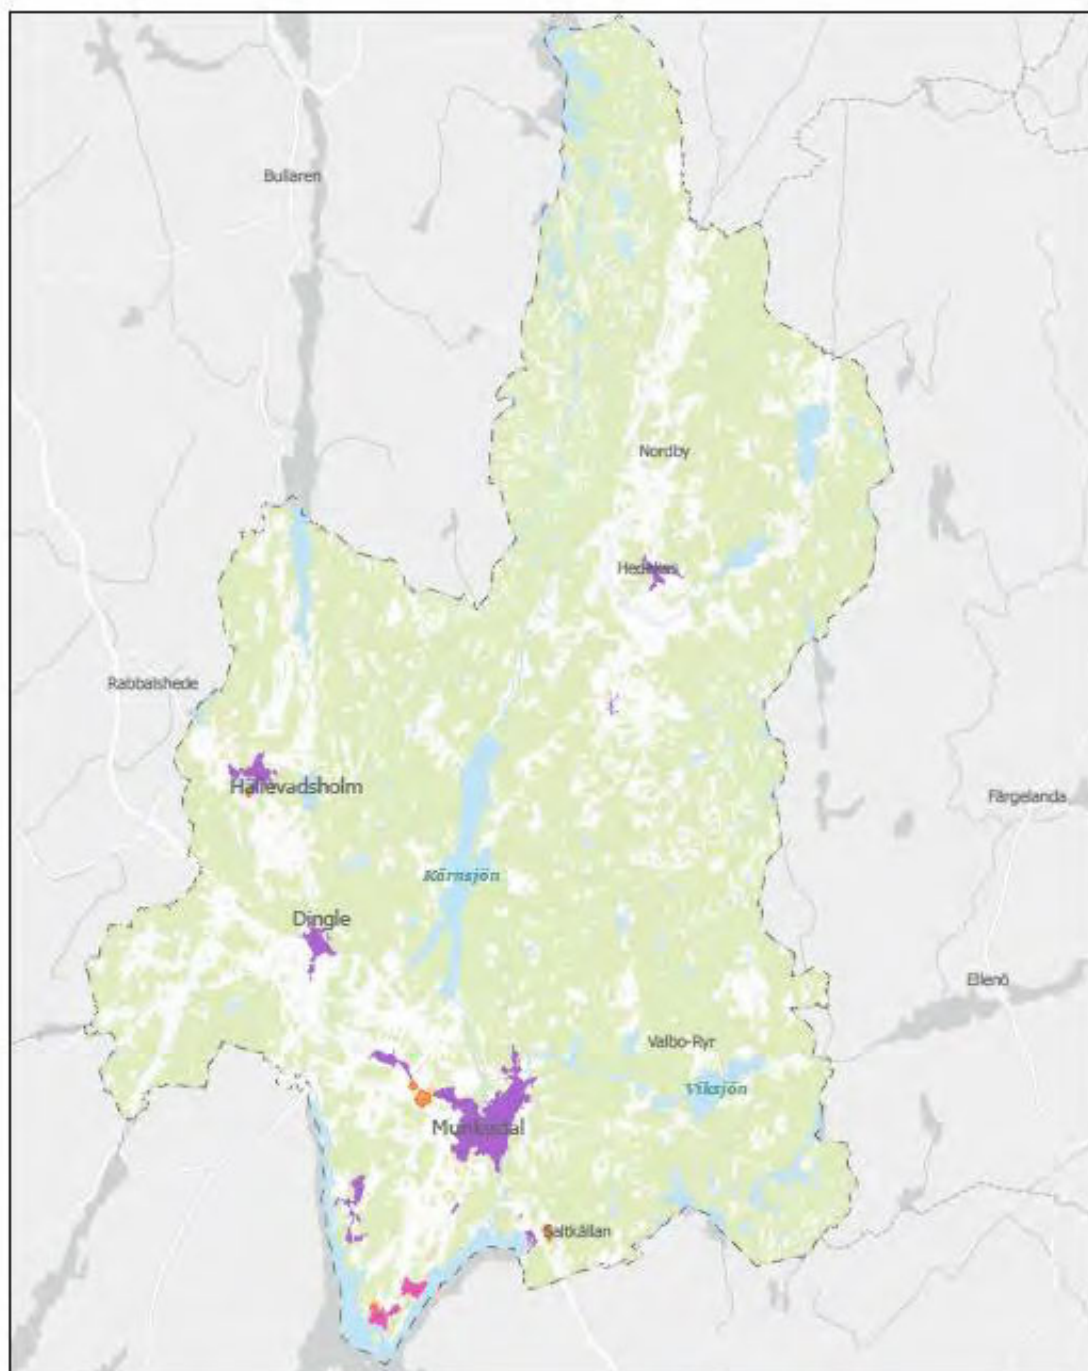 Bullaren
Nordby
Hedekas
Rabbalshede
Hällevadsholm
Färgelanda
Kärnsjön
Dingle
Ellenö
Valbo-Ryr
Viksjön
Munkedal
Saltkällan